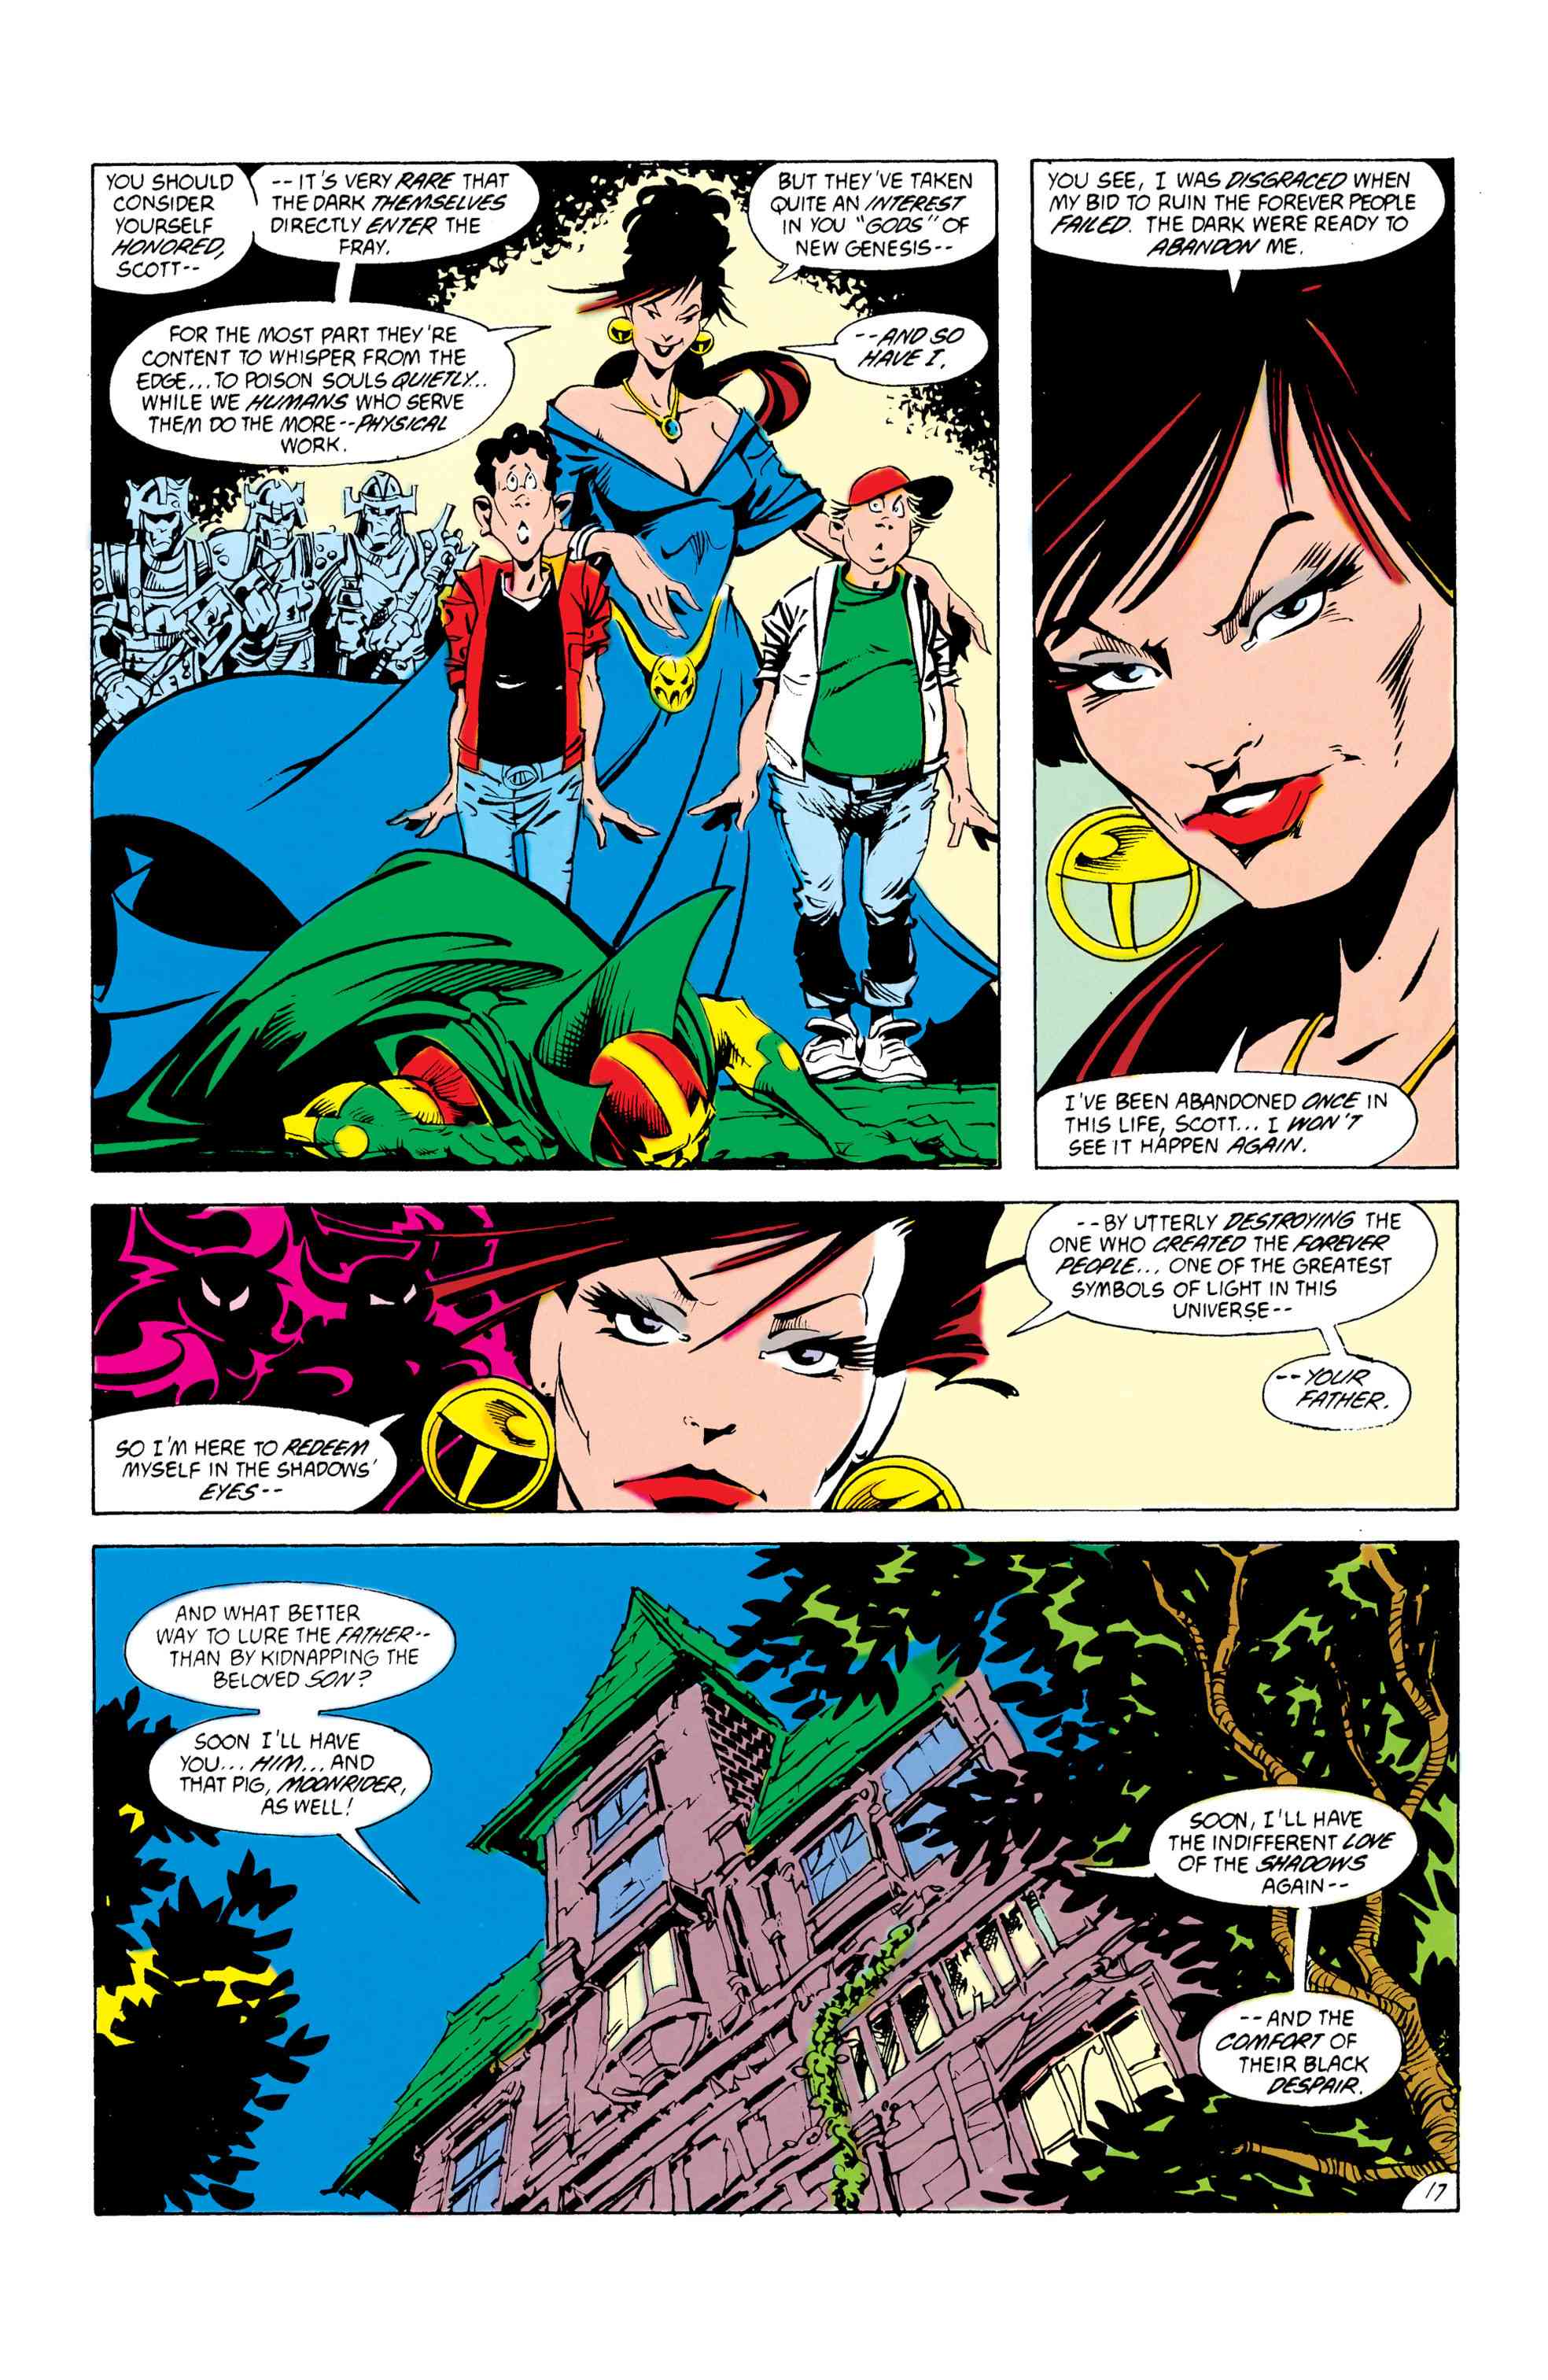 YOU SHOULD
CONSIDER
YOURSELF
HONORED,
SCOTT--
-- IT'S VERY RARE THAT
THE DARK THEMSELVES
DIRECTLY ENTER THE
FRAY.
FOR THE MOST PART THEY'RE
CONTENT TO WHISPER FROM THE
EDGE... TO POISON SOULS QUIETLY...
WHILE WE HUMANS WHO SERVE
THEM DO THE MORE--PHYSICAL
WORK.
BUT THEY'VE TAKEN
QUITE AN INTEREST
IN YOU "GODS" OF
NEW GENESIS--
--AND SO
HAVE I.
YOU SEE, I WAS DISGRACED WHEN
MY BID TO RUIN THE FOREVER PEOPLE
FAILED. THE DARK WERE READY TO
ABANDON ME.
I'VE BEEN ABANDONED ONCE IN
THIS LIFE, SCOTT... I WON'T
SEE IT HAPPEN AGAIN.
SO I'M HERE TO REDEEM
MYSELF IN THE SHADOWS'
EYES--
--BY UTTERLY DESTROYING THE
ONE WHO CREATED THE FOREVER
PEOPLE... ONE OF THE GREATEST
SYMBOLS OF LIGHT IN THIS
UNIVERSE--
--YOUR
FATHER.
AND WHAT BETTER
WAY TO LURE THE FATHER--
THAN BY KIDNAPPING THE
BELOVED SON?
SOON I'LL HAVE
YOU... HIM... AND
THAT PIG, MOONRIDER,
AS WELL!
SOON, I'LL HAVE
THE INDIFFERENT LOVE
OF THE SHADOWS
AGAIN--
--AND THE
COMFORT OF
THEIR BLACK
DESPAIR.
17